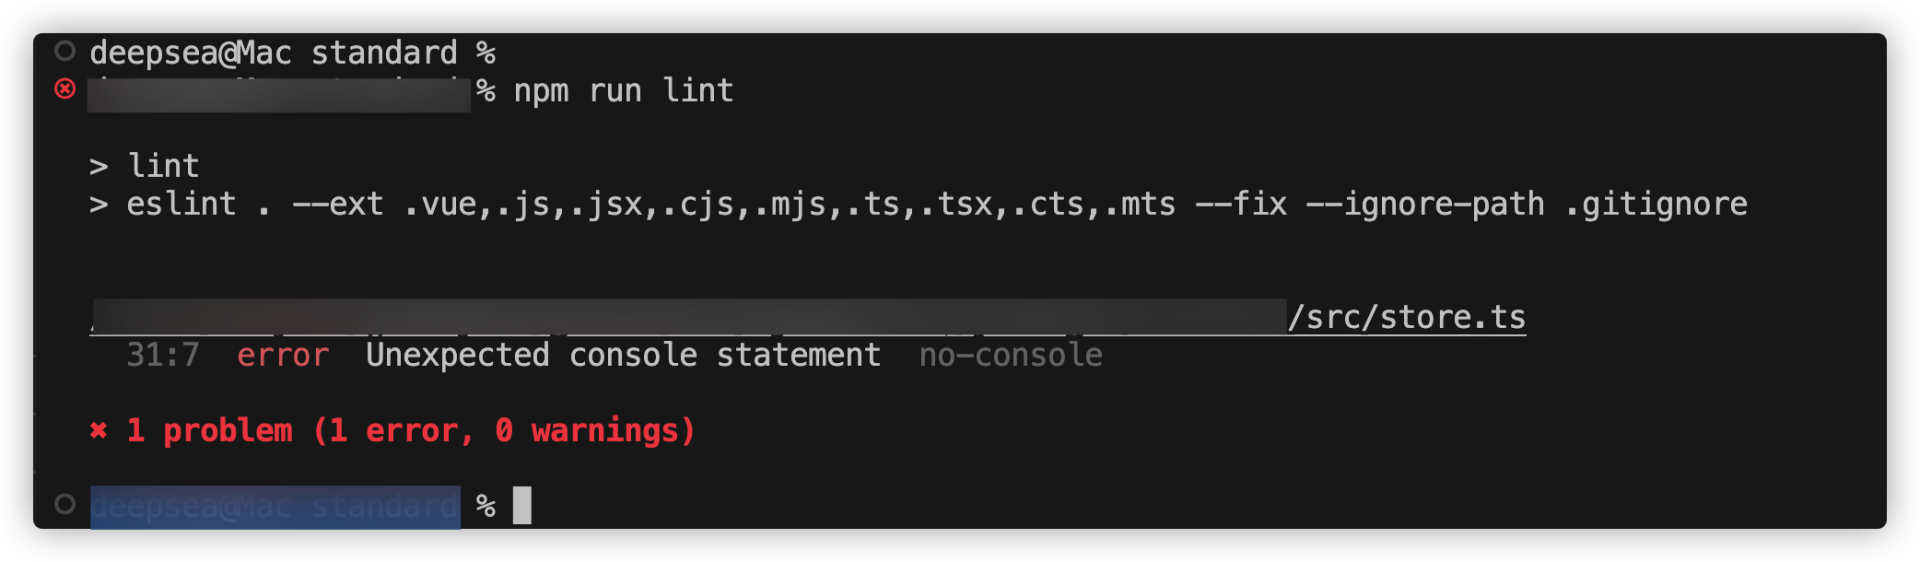 deepsea@Mac standard %
% npm run lint
> lint
> eslint . --ext .vue,.js,.jsx,.cjs,.mjs,.ts,.tsx,.cts,.mts --fix --ignore-path .gitignore
/src/store.ts
31:7 error Unexpected console statement no-console
✖ 1 problem (1 error, 0 warnings)
deepsea@Mac standard %